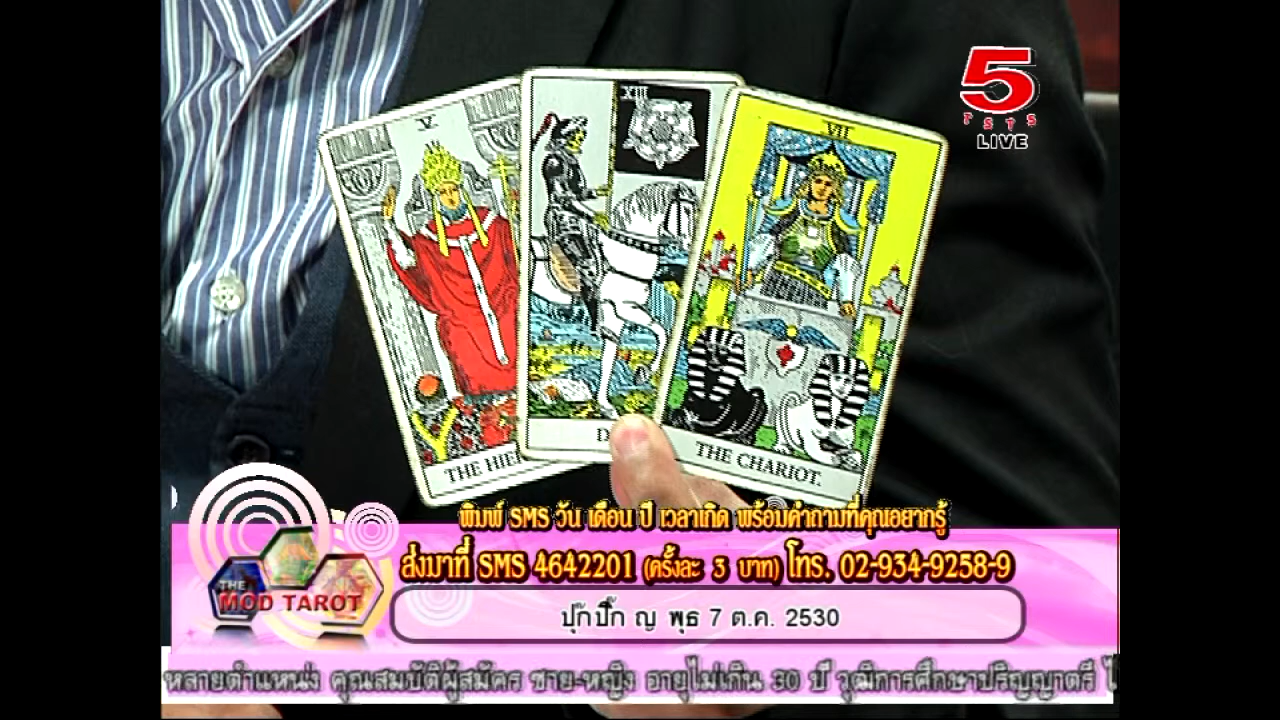 5
LIVE
V
XIII
VII
THE HIE
D
THE CHARIOT.
พิมพ์ SMS วัน เดือน ปี เวลาเกิด พร้อมคำถามที่คุณอยากรู้
ส่งมาที่ SMS 4642201 (ครั้งละ 3 บาท) โทร. 02-934-9258-9
THE
MOD TAROT
ปุ๊กปิ๊ก ญ พุธ 7 ต.ค. 2530
หลายตำแหน่ง คุณสมบัติผู้สมัคร ชาย-หญิง อายุไม่เกิน 30 ปี วุฒิการศึกษาปริญญาตรี